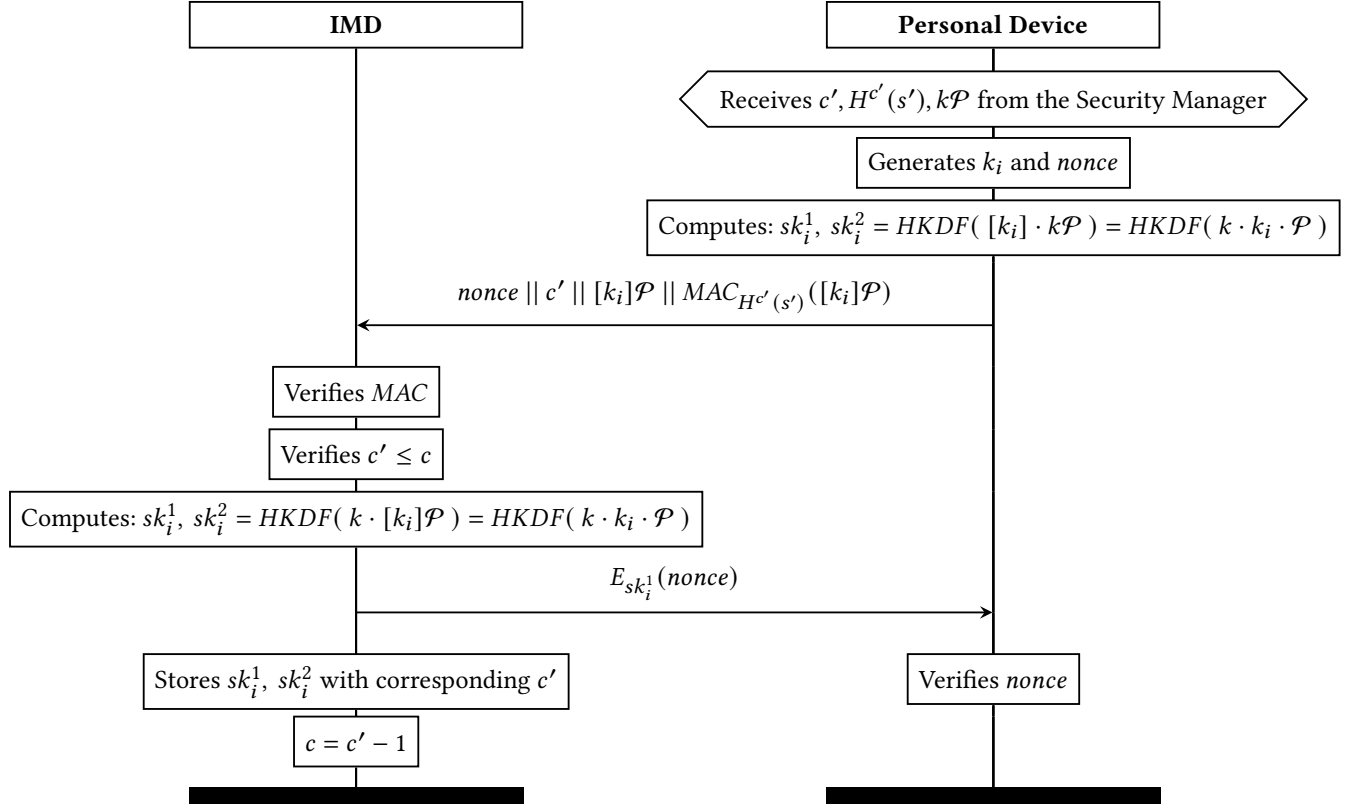 IMD
Personal Device
Receives c′, H^{c′}(s′), k𝒫 from the Security Manager
Generates k_i and nonce
Computes: sk_i^1, sk_i^2 = HKDF( [k_i] · k𝒫 ) = HKDF( k · k_i · 𝒫 )
nonce || c′ || [k_i]𝒫 || MAC_{H^{c′}(s′)}([k_i]𝒫)
Verifies MAC
Verifies c′ ≤ c
Computes: sk_i^1, sk_i^2 = HKDF( k · [k_i]𝒫 ) = HKDF( k · k_i · 𝒫 )
E_{sk_i^1}(nonce)
Stores sk_i^1, sk_i^2 with corresponding c′
Verifies nonce
c = c′ − 1